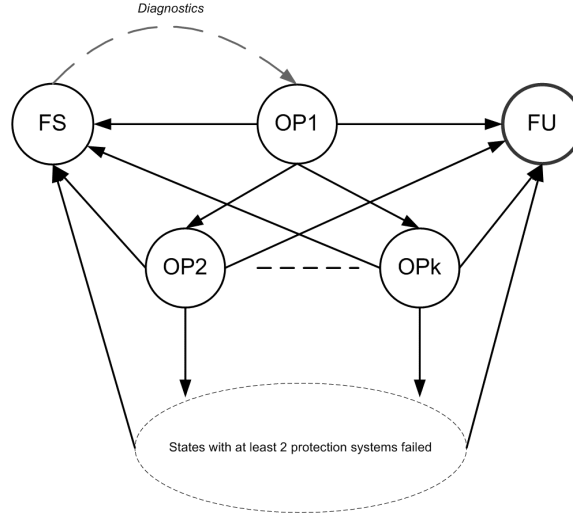 Diagnostics
FS
OP1
FU
OP2
OPk
States with at least 2 protection systems failed